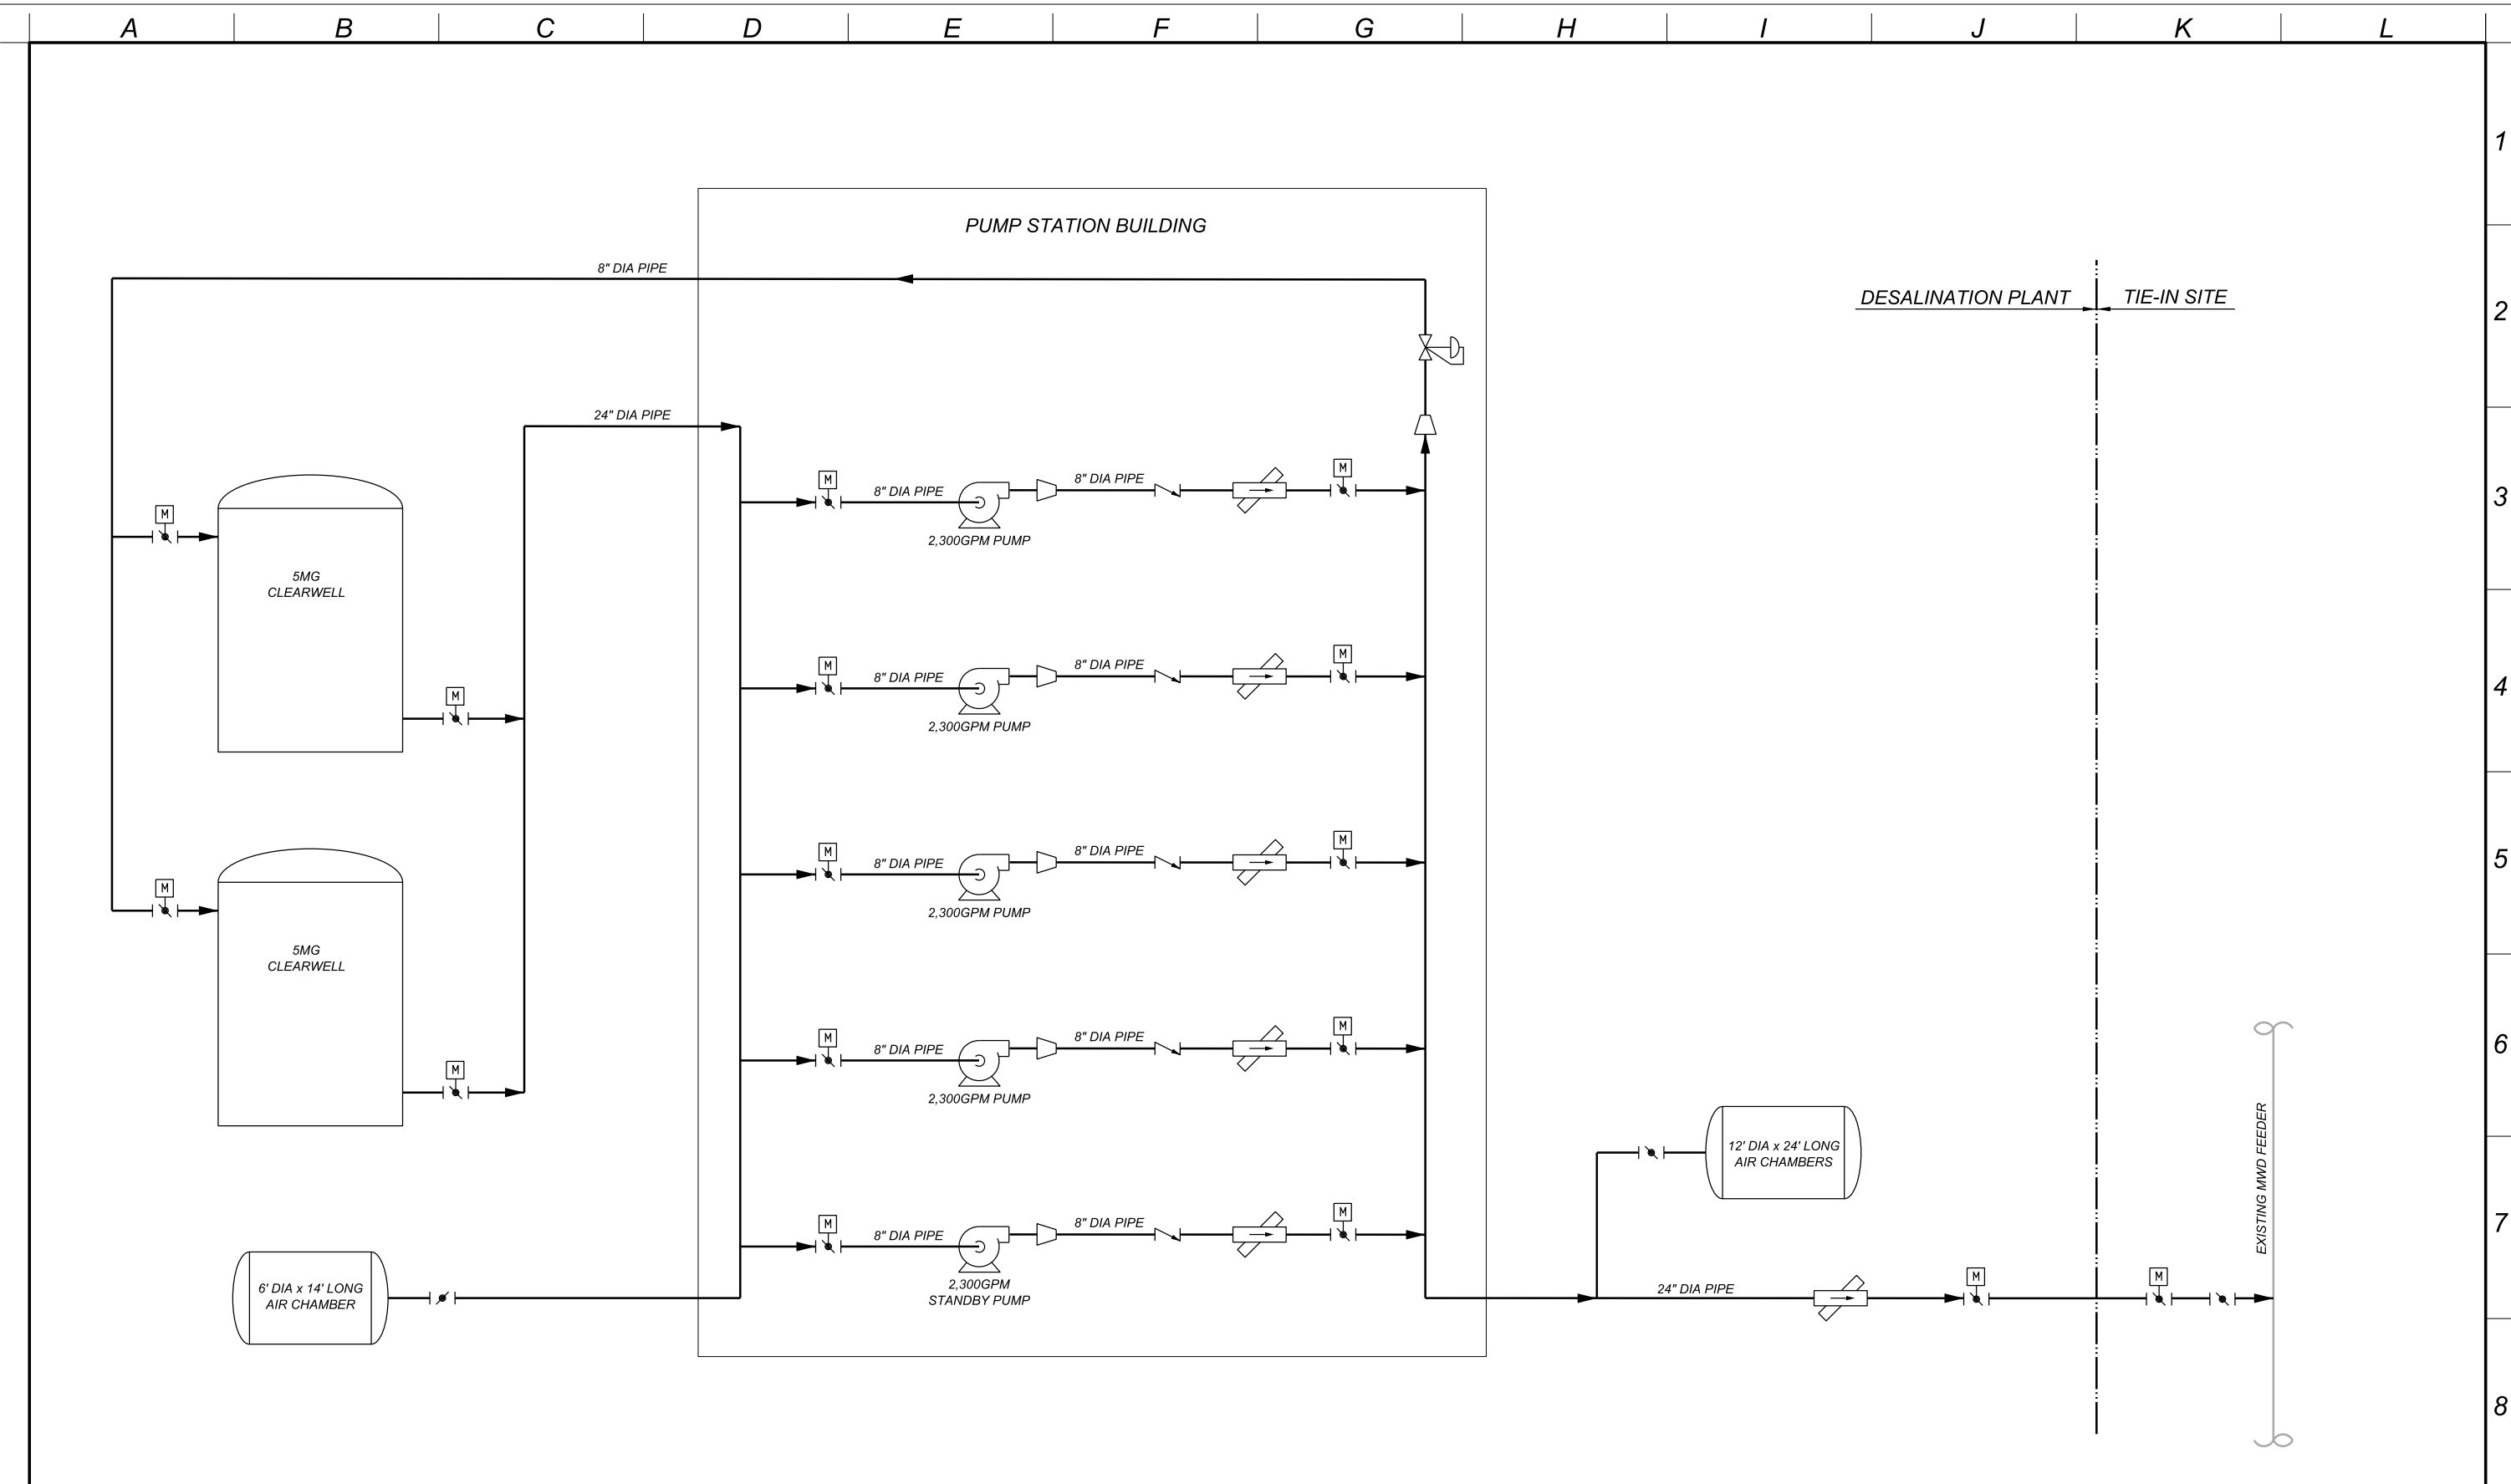 A B C D E F G H I J K L
1
PUMP STATION BUILDING
8" DIA PIPE
DESALINATION PLANT TIE-IN SITE
2
24" DIA PIPE
M M
8" DIA PIPE 8" DIA PIPE
3
2,300GPM PUMP
M
5MG
CLEARWELL
M M
8" DIA PIPE 8" DIA PIPE
4
M
2,300GPM PUMP
M M
8" DIA PIPE 8" DIA PIPE
5
M
2,300GPM PUMP
5MG
CLEARWELL
M M
8" DIA PIPE 8" DIA PIPE
6
M
2,300GPM PUMP
12' DIA x 24' LONG
AIR CHAMBERS
EXISTING MWD FEEDER
M M
8" DIA PIPE 8" DIA PIPE
7
2,300GPM
STANDBY PUMP
6' DIA x 14' LONG
AIR CHAMBER
24" DIA PIPE
M M
8